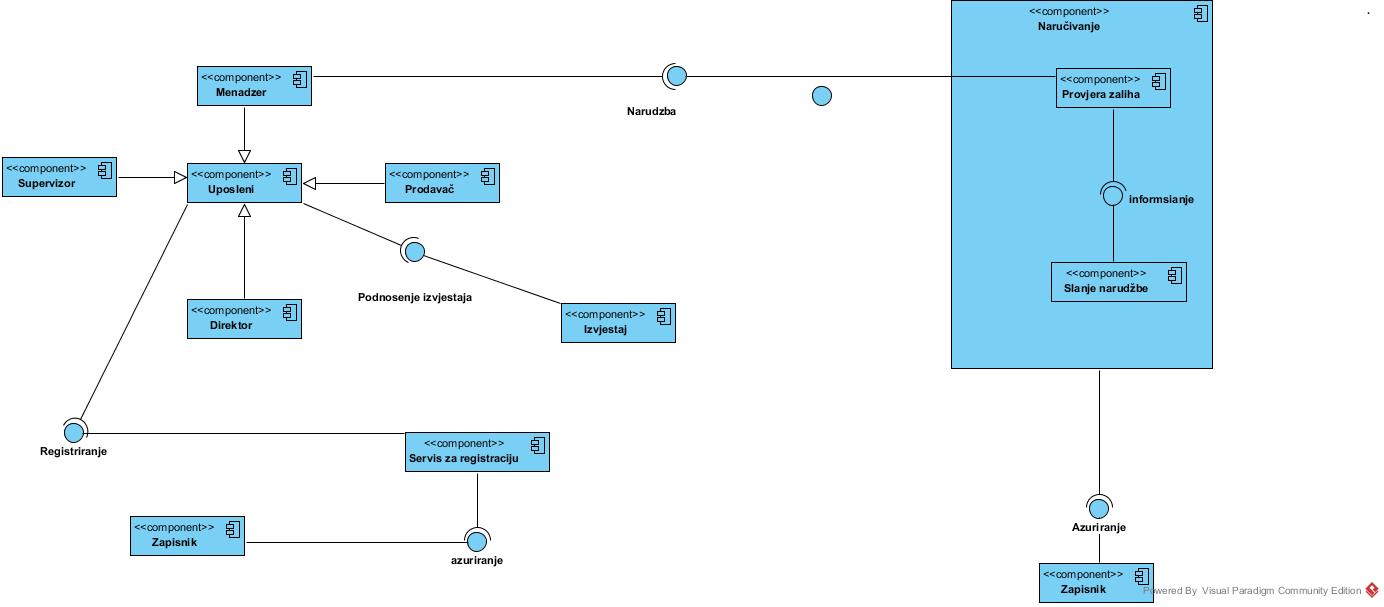 <<component>>
Naručivanje
<<component>>
Menadzer
<<component>>
Provjera zaliha
Narudzba
<<component>>
Supervizor
<<component>>
Uposleni
<<component>>
Prodavač
informsianje
<<component>>
Slanje narudžbe
Podnosenje izvjestaja
<<component>>
Direktor
<<component>>
Izvjestaj
Registriranje
<<component>>
Servis za registraciju
<<component>>
Zapisnik
azuriranje
Azuriranje
<<component>>
Zapisnik
Powered By Visual Paradigm Community Edition